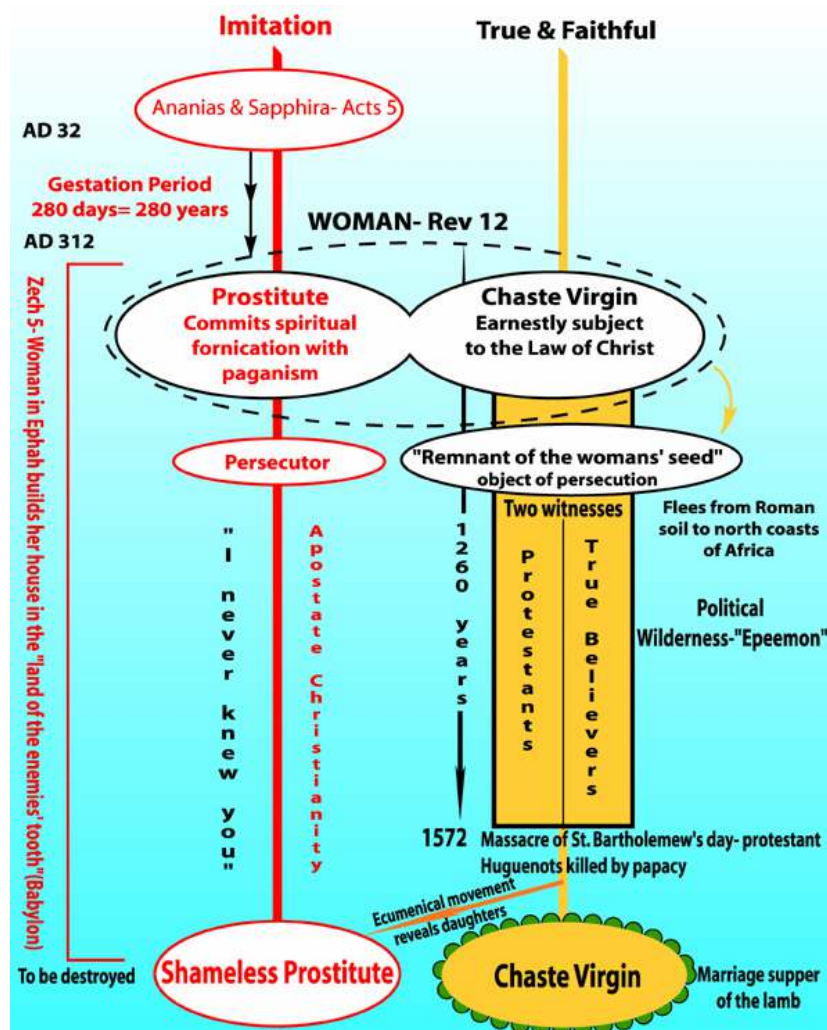 Imitation
True & Faithful
Ananias & Sapphira- Acts 5
AD 32
Gestation Period
280 days= 280 years
AD 312
WOMAN- Rev 12
Prostitute
Commits spiritual
fornication with
paganism
Chaste Virgin
Earnestly subject
to the Law of Christ
Zech 5- Woman in Ephah builds her house in the "land of the enemies' tooth"(Babylon)
Persecutor
"Remnant of the womans' seed"
object of persecution
Two witnesses
Flees from Roman
soil to north coasts
of Africa
"I never knew you"
Apostate Christianity
1260 years
Protestants
True Believers
Political
Wilderness-"Epeemon"
1572
Massacre of St. Bartholemew's day- protestant
Huguenots killed by papacy
Ecumenical movement
reveals daughters
To be destroyed
Shameless Prostitute
Chaste Virgin
Marriage supper
of the lamb